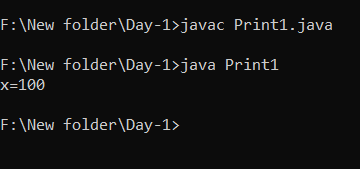 F:\New folder\Day-1>javac Print1.java
F:\New folder\Day-1>java Print1
x=100
F:\New folder\Day-1>